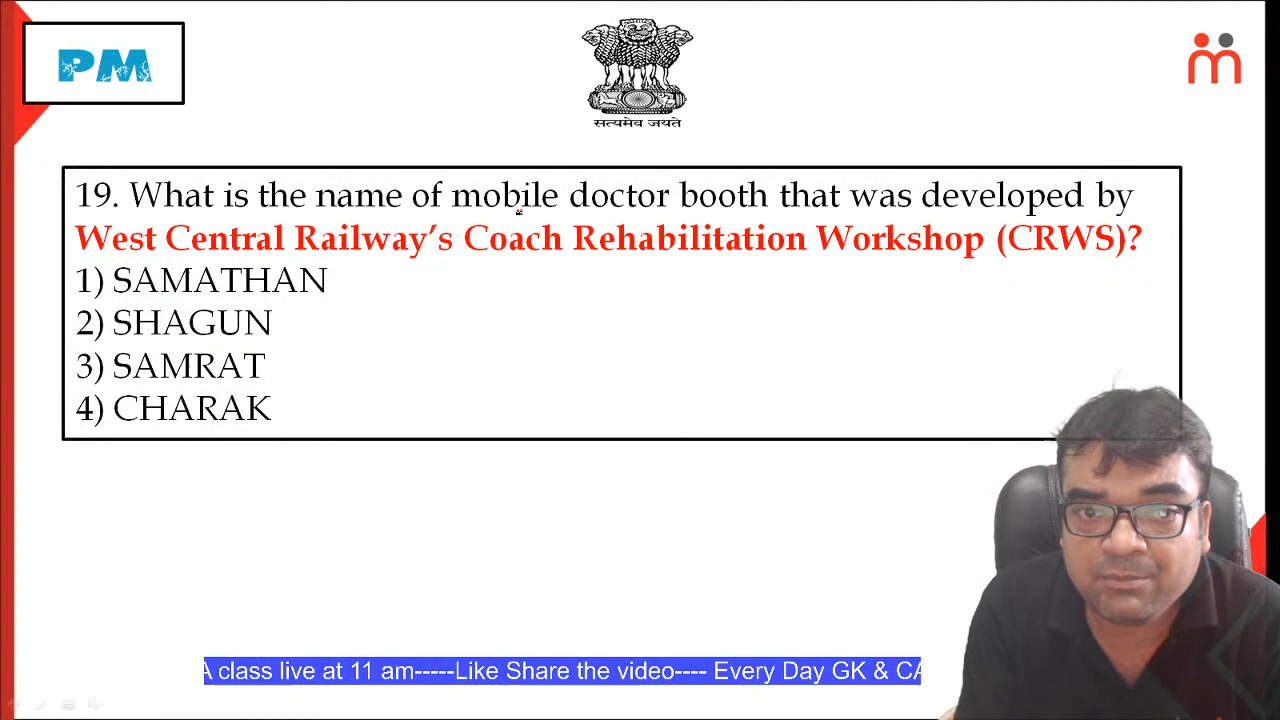 PM
सत्यमेव जयते
19. What is the name of mobile doctor booth that was developed by
West Central Railway’s Coach Rehabilitation Workshop (CRWS)?
1) SAMATHAN
2) SHAGUN
3) SAMRAT
4) CHARAK
A class live at 11 am-----Like Share the video---- Every Day GK & CA